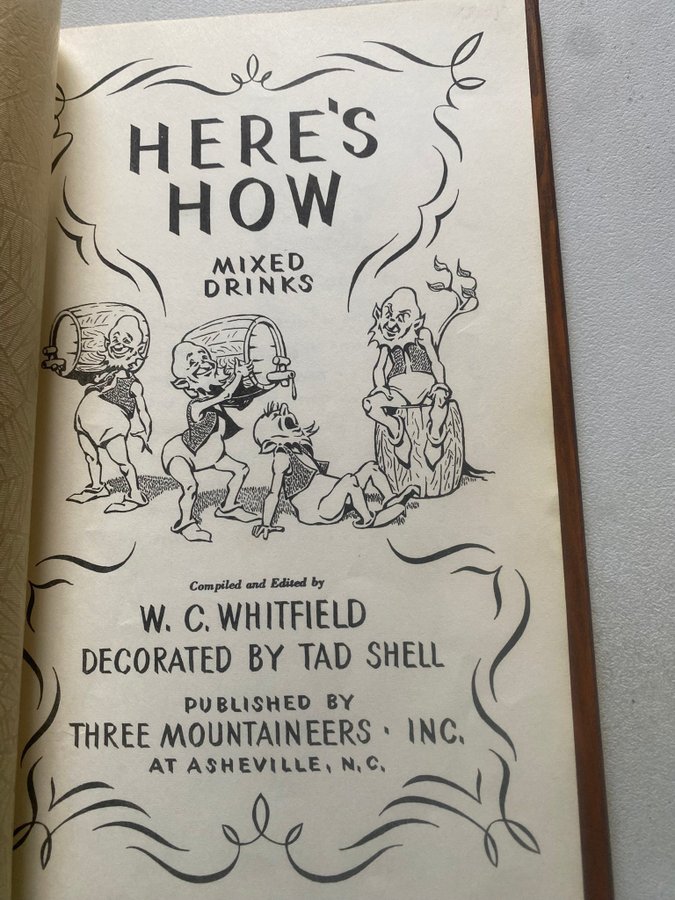 HERE'S
HOW
MIXED
DRINKS
Compiled and Edited by
W. C. WHITFIELD
DECORATED BY TAD SHELL
PUBLISHED BY
THREE MOUNTAINEERS · INC.
AT ASHEVILLE, N.C.